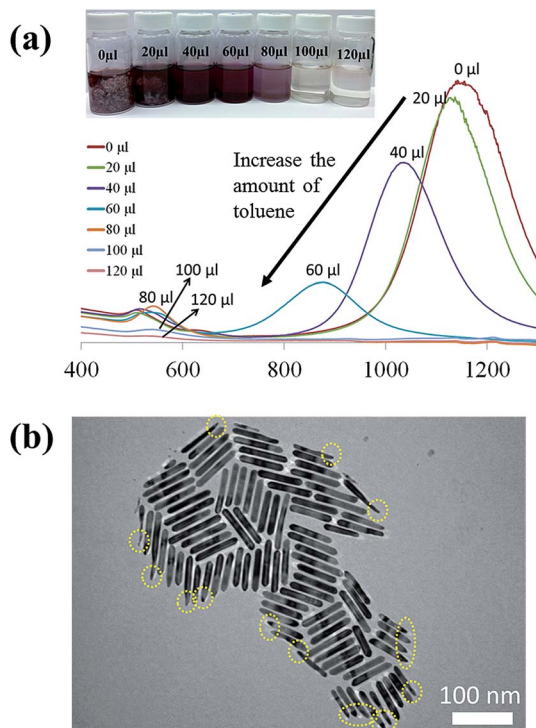 (a)
0µl 20µl 40µl 60µl 80µl 100µl 120µl
0 µl
20 µl
40 µl
60 µl
80 µl
100 µl
120 µl
Increase the
amount of
toluene
0 µl
20 µl
40 µl
60 µl
100 µl
80 µl
120 µl
400 600 800 1000 1200
(b)
100 nm